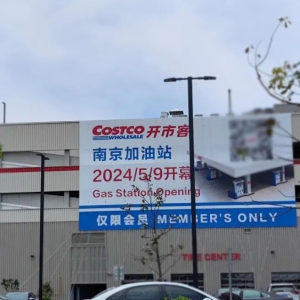 COSTCO WHOLESALE 开市客
南京加油站
2024/5/9开幕
Gas Station Opening
仅限会员 MEMBER'S ONLY
TIRE CENTER